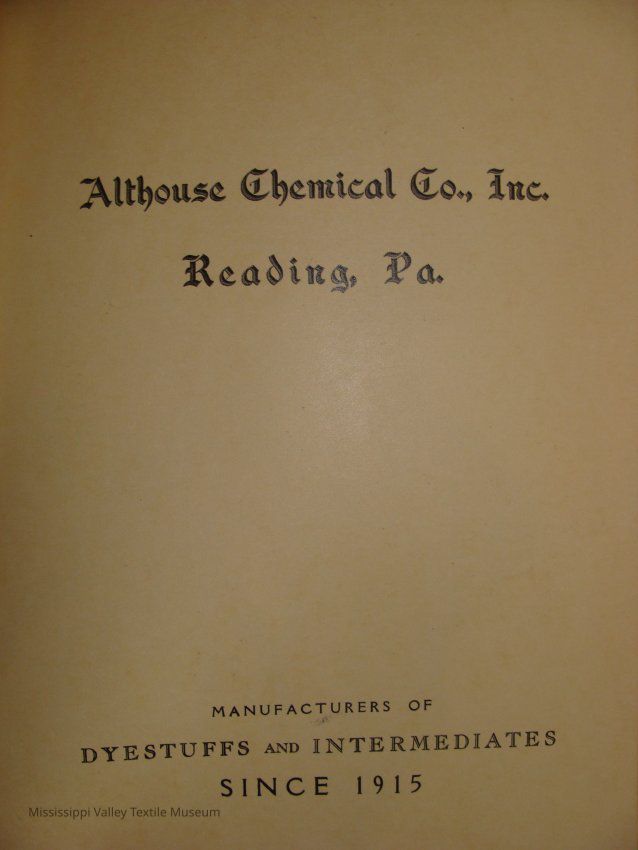 Althouse Chemical Co., Inc.
Reading, Pa.
MANUFACTURERS OF
DYESTUFFS AND INTERMEDIATES
SINCE 1915
Mississippi Valley Textile Museum